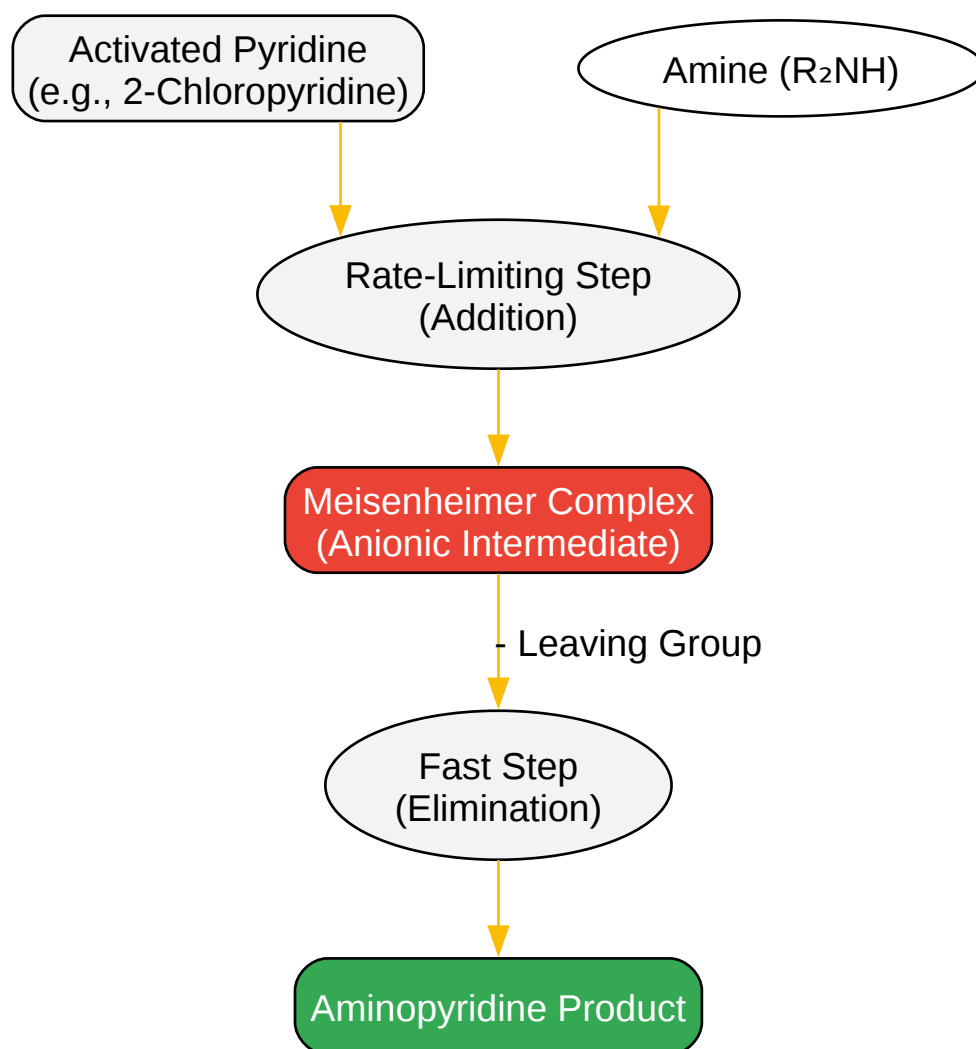 Activated Pyridine
(e.g., 2-Chloropyridine)
Amine (R₂NH)
Rate-Limiting Step
(Addition)
Meisenheimer Complex
(Anionic Intermediate)
- Leaving Group
Fast Step
(Elimination)
Aminopyridine Product